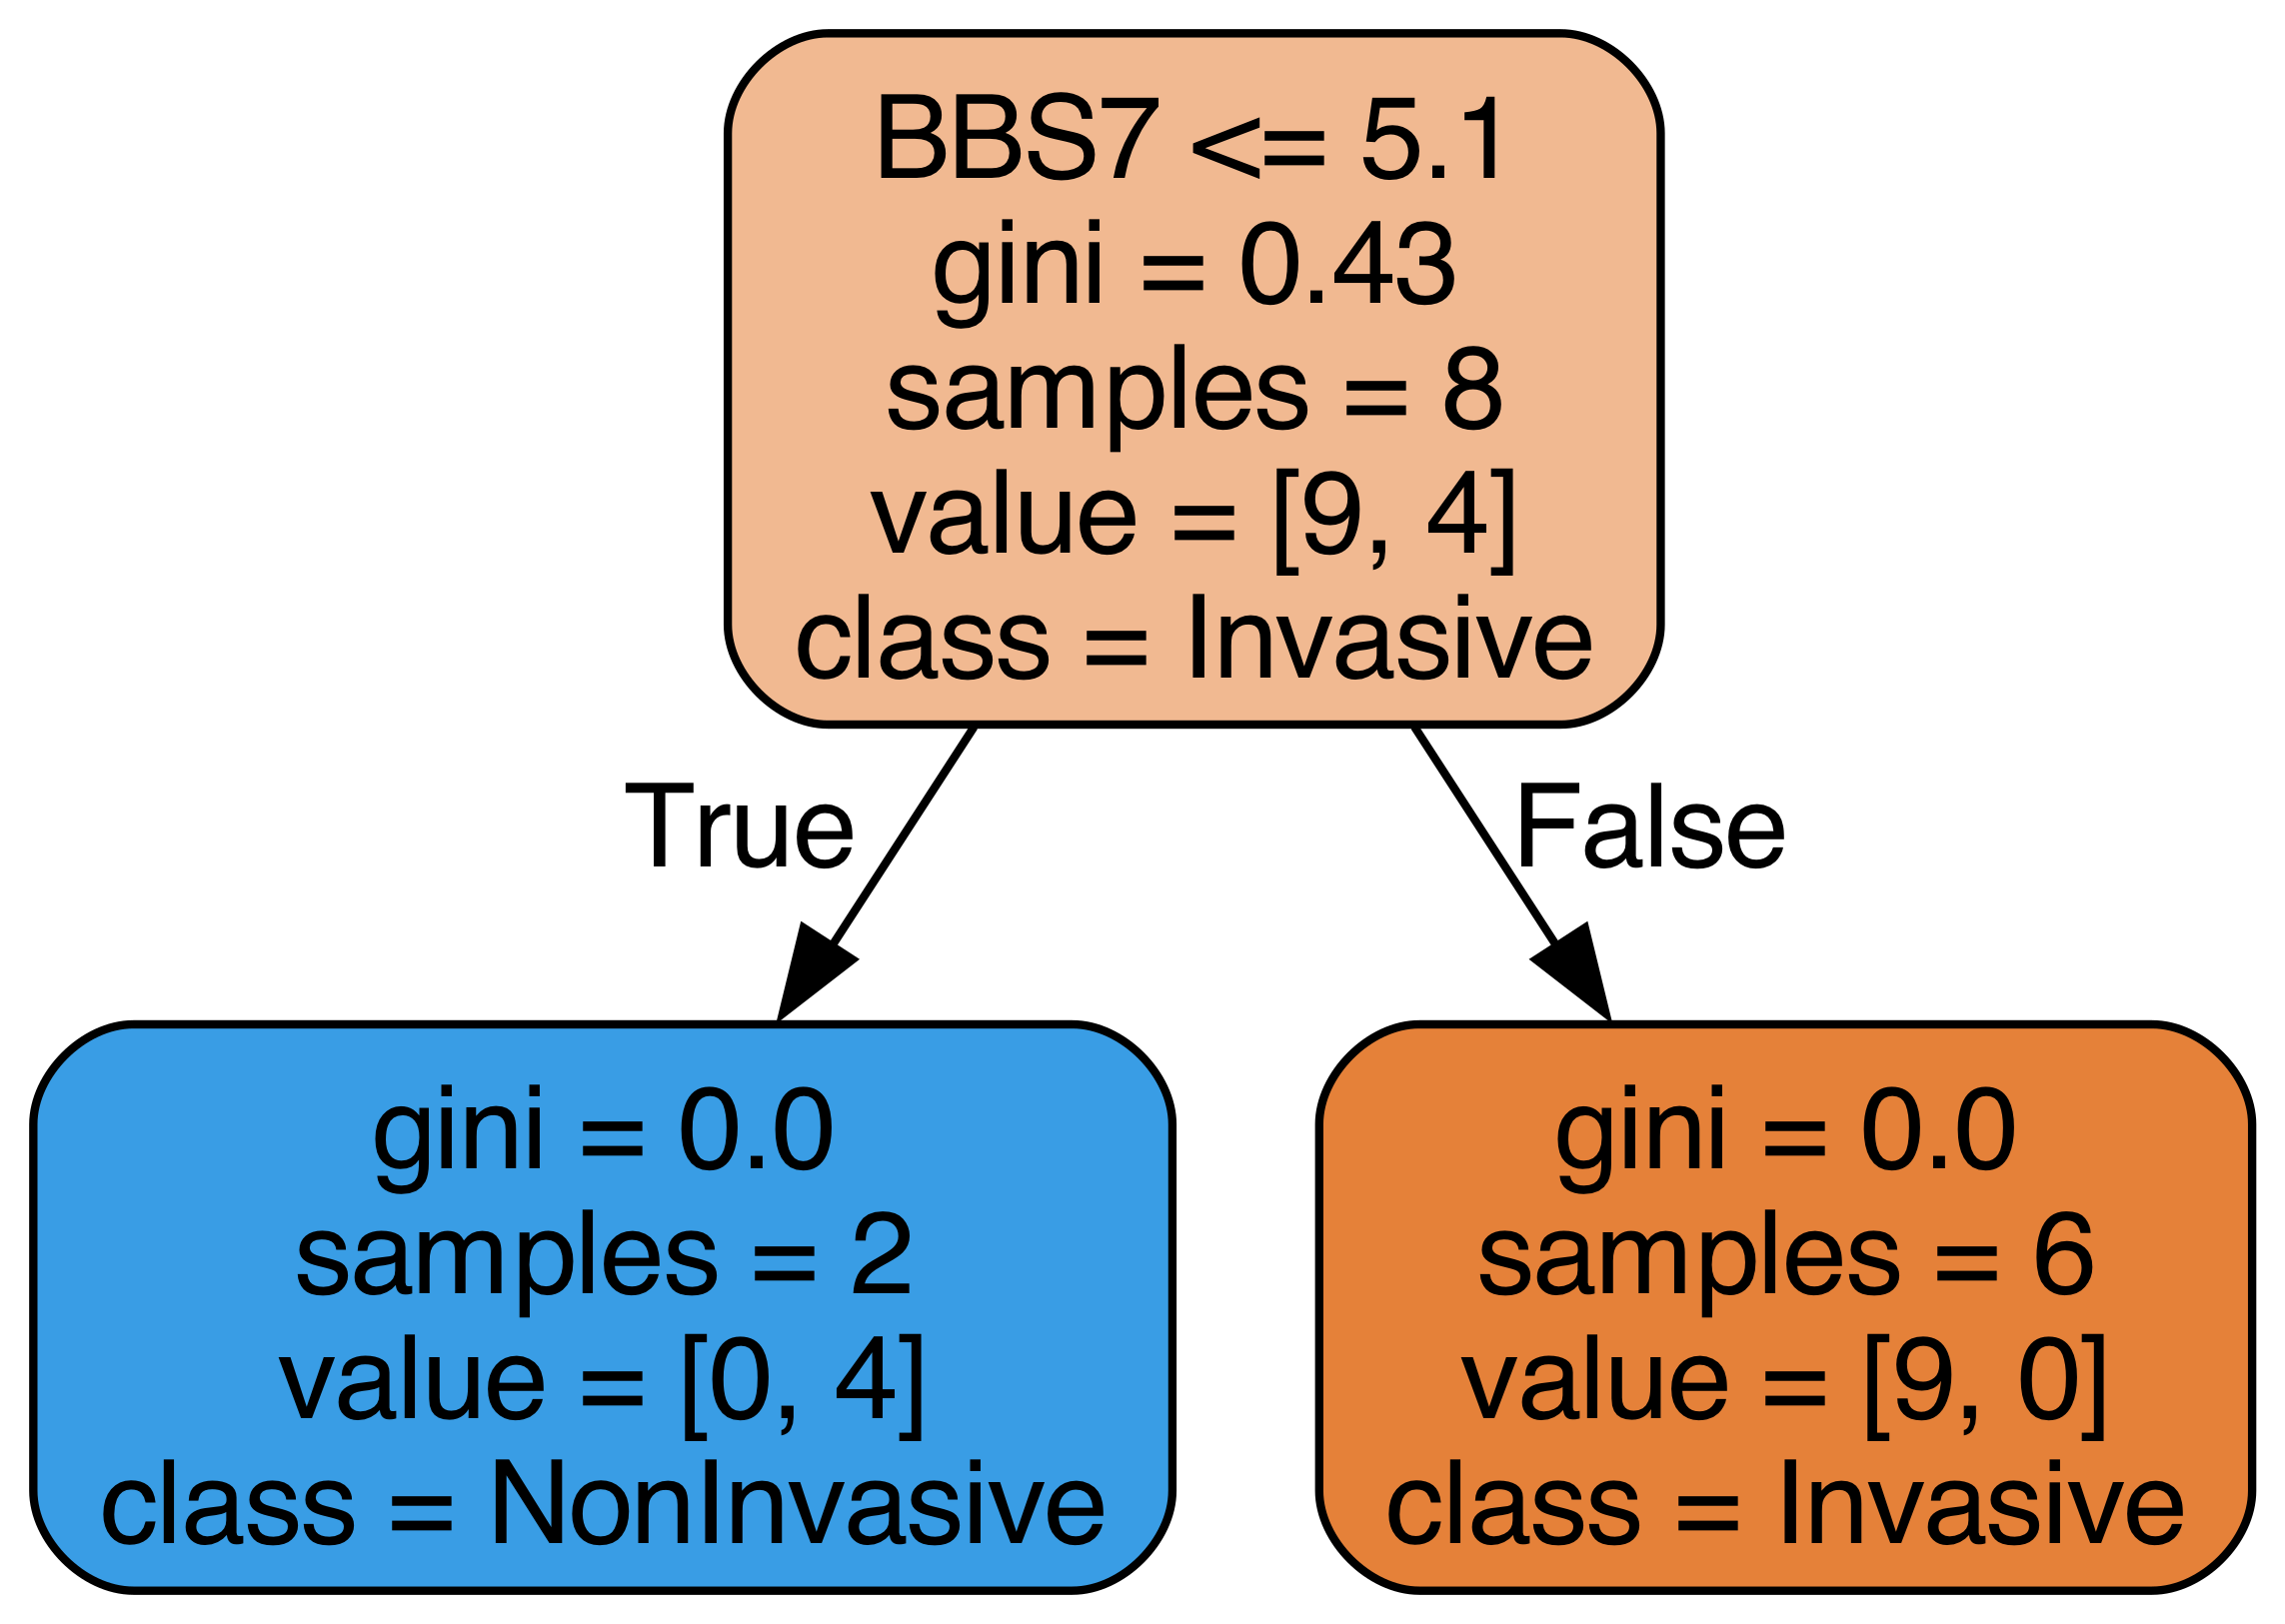 BBS7 <= 5.1
gini = 0.43
samples = 8
value = [9, 4]
class = Invasive
True
False
gini = 0.0
samples = 2
value = [0, 4]
class = NonInvasive
gini = 0.0
samples = 6
value = [9, 0]
class = Invasive